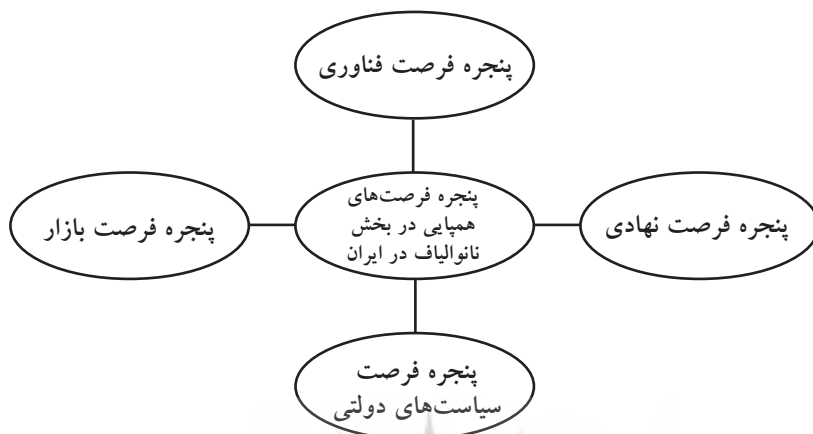 پنجره فرصت فناوری
پنجره فرصت‌های
همپایی در بخش
نانوالیاف در ایران
پنجره فرصت نهادی
پنجره فرصت بازار
پنجره فرصت
سیاست‌های دولتی